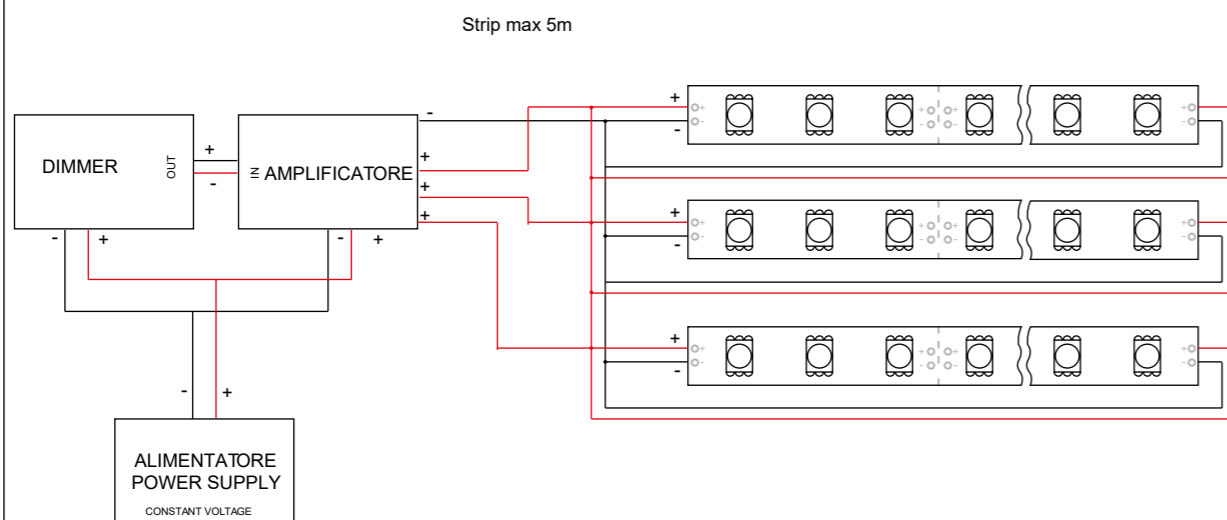 Strip max 5m
DIMMER
OUT
+
-
IN
AMPLIFICATORE
-
+
+
+
- +
- +
- +
ALIMENTATORE
POWER SUPPLY
CONSTANT VOLTAGE
+
-
+
-
+
-